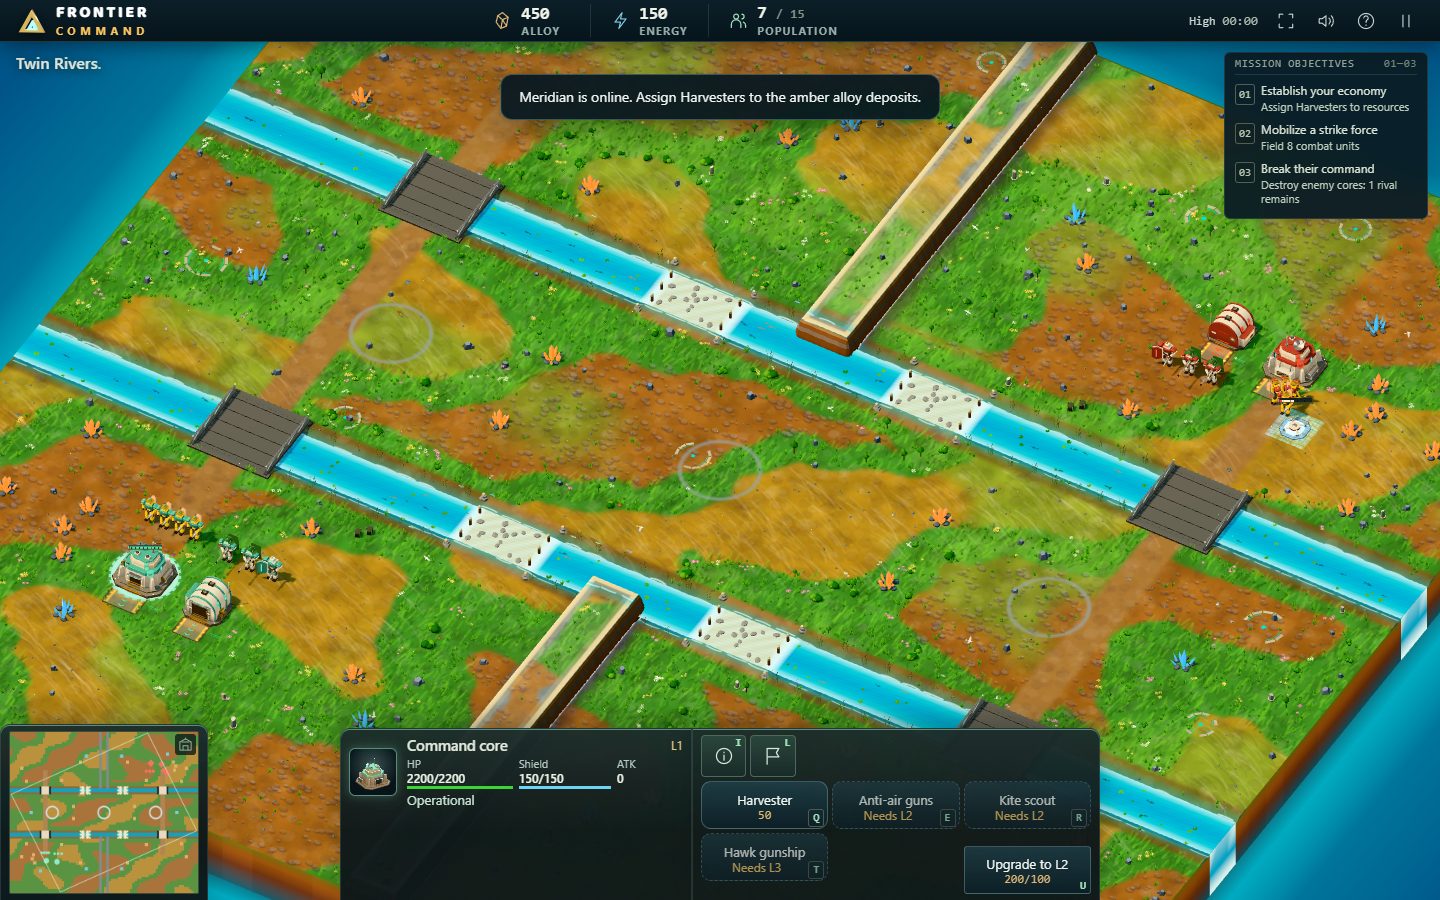 FRONTIER
COMMAND
450
ALLOY
150
ENERGY
7 / 15
POPULATION
High 00:00
Twin Rivers.
Meridian is online. Assign Harvesters to the amber alloy deposits.
MISSION OBJECTIVES 01—03
01 Establish your economy
Assign Harvesters to resources
02 Mobilize a strike force
Field 8 combat units
03 Break their command
Destroy enemy cores: 1 rival
remains
Command core L1
HP Shield ATK
2200/2200 150/150 0
Operational
I L
Harvester
50 Q
Anti-air guns
Needs L2 E
Kite scout
Needs L2 R
Hawk gunship
Needs L3 T
Upgrade to L2
200/100 U